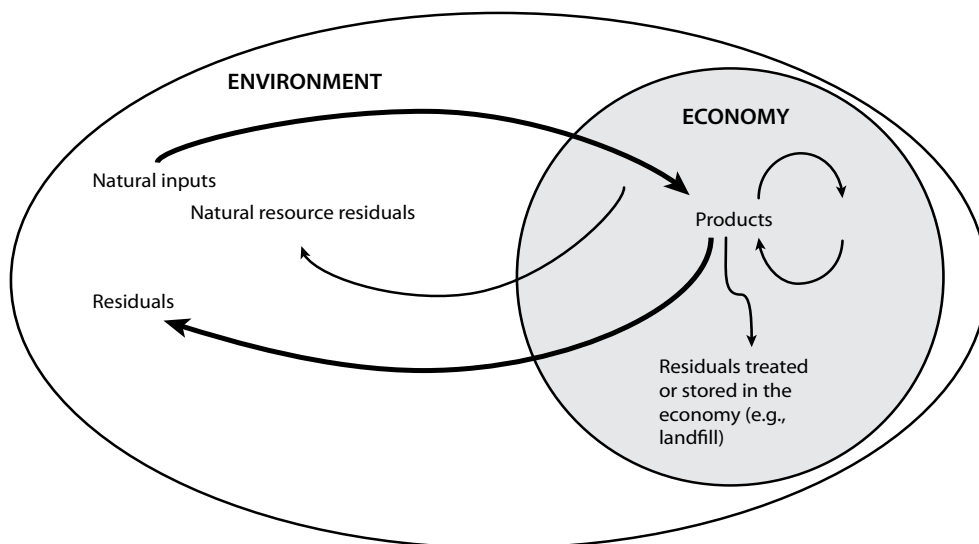 ENVIRONMENT
ECONOMY
Natural inputs
Natural resource residuals
Products
Residuals
Residuals treated
or stored in the
economy (e.g.,
landfill)